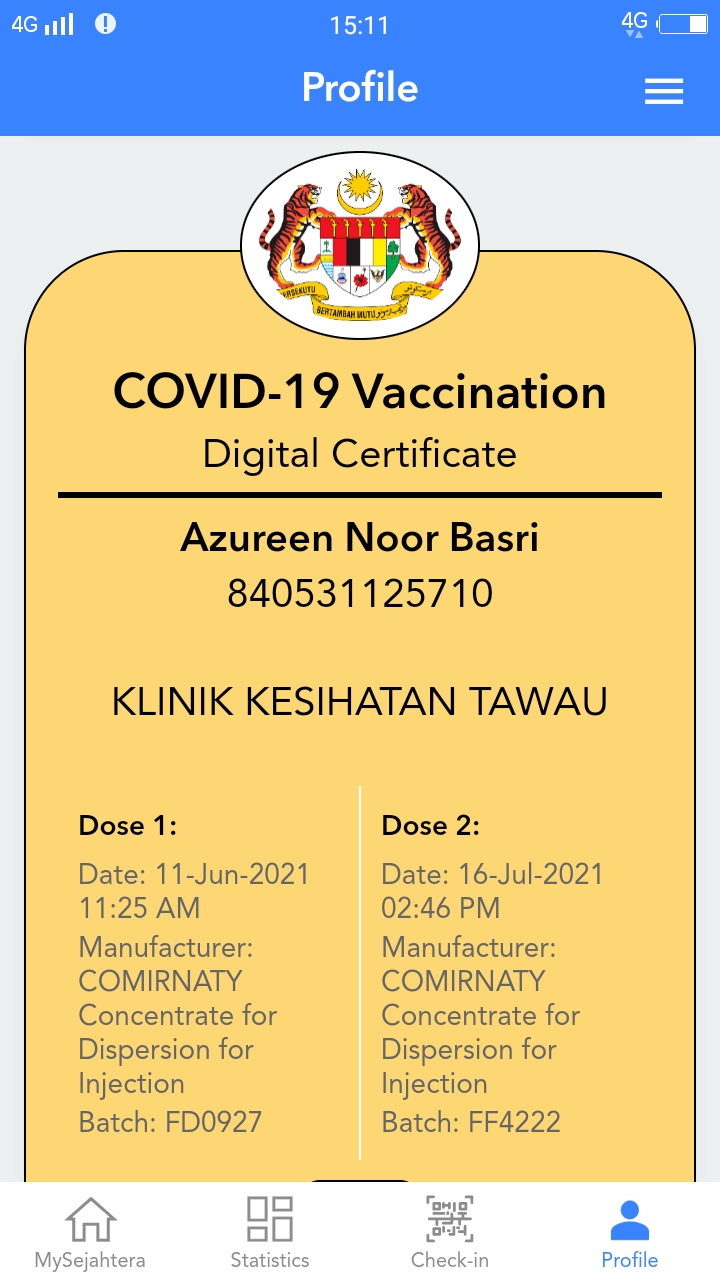 4G 15:11 4G
Profile
BERTAMBAH MUTU
COVID-19 Vaccination
Digital Certificate
Azureen Noor Basri
840531125710
KLINIK KESIHATAN TAWAU
Dose 1:
Date: 11-Jun-2021
11:25 AM
Manufacturer:
COMIRNATY
Concentrate for
Dispersion for
Injection
Batch: FD0927
Dose 2:
Date: 16-Jul-2021
02:46 PM
Manufacturer:
COMIRNATY
Concentrate for
Dispersion for
Injection
Batch: FF4222
MySejahtera Statistics Check-in Profile